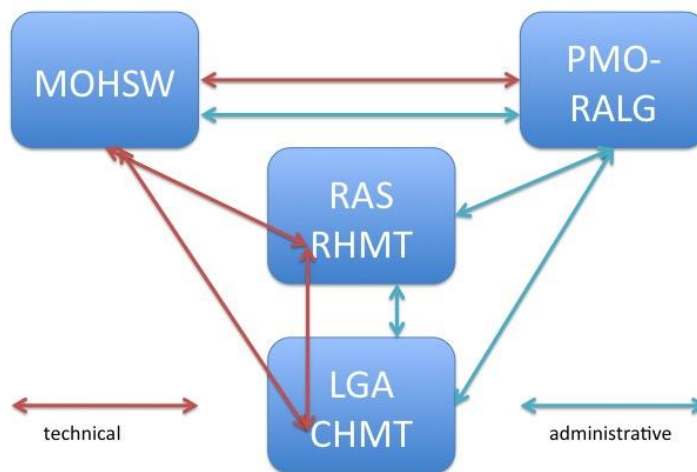 MOHSW
PMO-
RALG
RAS
RHMT
LGA
CHMT
technical
administrative